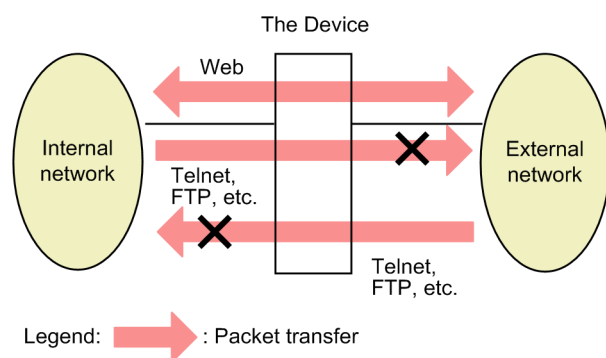 The Device
Web
Internal
network
External
network
Telnet,
FTP, etc.
Telnet,
FTP, etc.
Legend: : Packet transfer